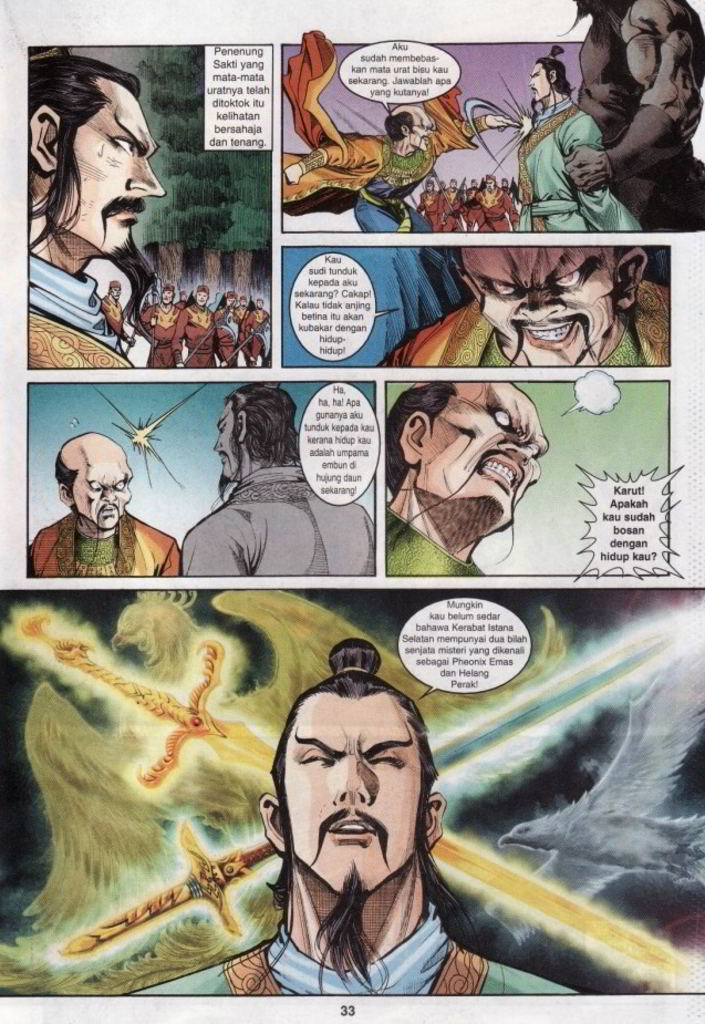 Penenung
Sakti yang
mata-mata
uratnya telah
ditoktok itu
kelihatan
bersahaja
dan tenang.
Aku
sudah membebas-
kan mata urat bisu kau
sekarang. Jawablah apa
yang kutanya!
Kau
sudi tunduk
kepada aku
sekarang? Cakap!
Kalau tidak anjing
betina itu akan
kubakar dengan
hidup-
hidup!
Ha,
ha, ha! Apa
gunanya aku
tunduk kepada kau
kerana hidup kau
adalah umpama
embun di
hujung daun
sekarang!
Karut!
Apakah
kau sudah
bosan
dengan
hidup kau?
Mungkin
kau belum sedar
bahawa Kerabat Istana
Selatan mempunyai dua bilah
senjata misteri yang dikenali
sebagai Pheonix Emas
dan Helang
Perak!
33